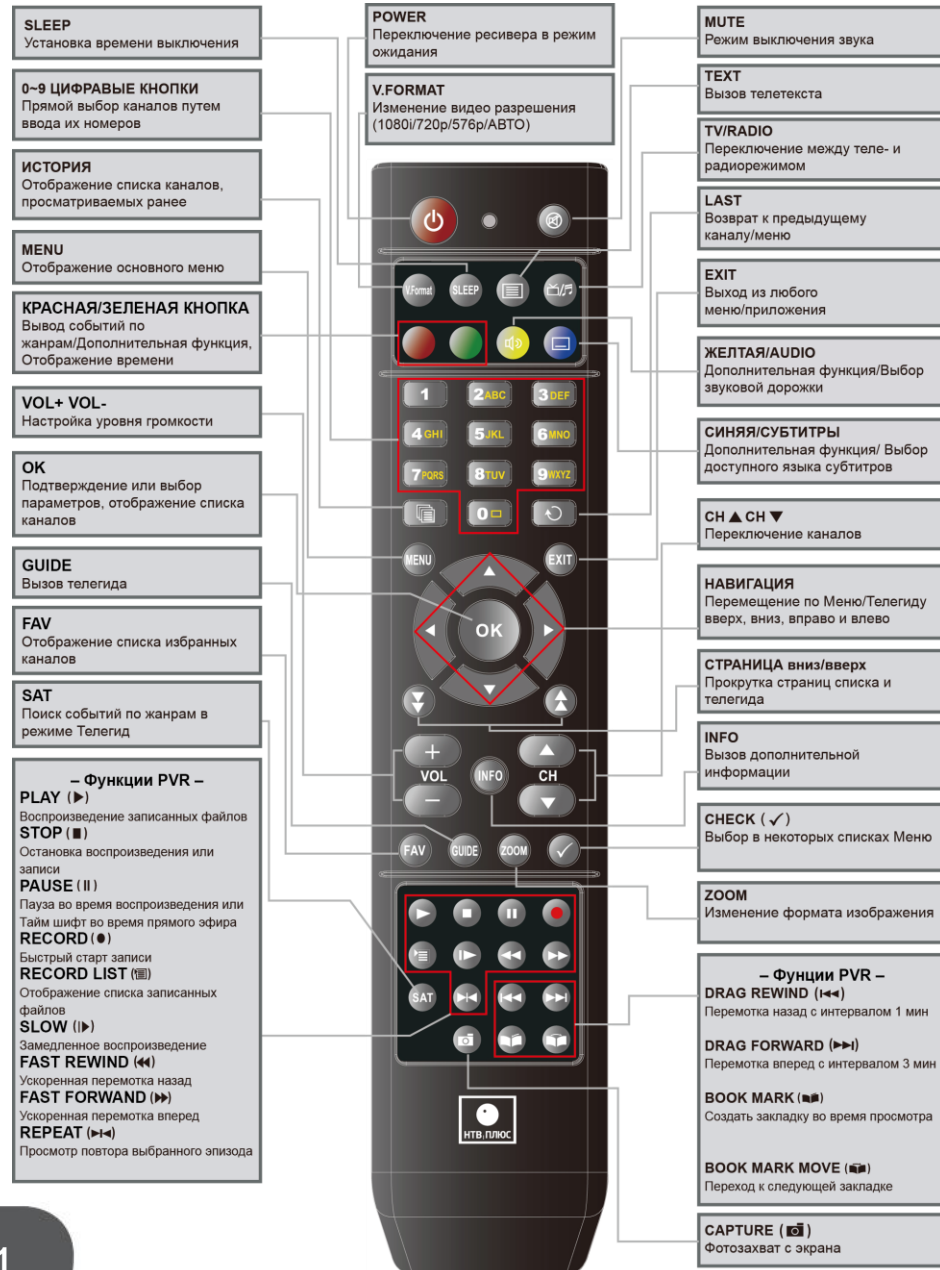 SLEEP
Установка времени выключения
0~9 ЦИФРАВЫЕ КНОПКИ
Прямой выбор каналов путем
ввода их номеров
ИСТОРИЯ
Отображение списка каналов,
просматриваемых ранее
MENU
Отображение основного меню
КРАСНАЯ/ЗЕЛЕНАЯ КНОПКА
Вывод событий по
жанрам/Дополнительная функция,
Отображение времени
VOL+ VOL-
Настройка уровня громкости
OK
Подтверждение или выбор
параметров, отображение списка
каналов
GUIDE
Вызов телегида
FAV
Отображение списка избранных
каналов
SAT
Поиск событий по жанрам в
режиме Телегид
– Функции PVR –
PLAY (▶)
Воспроизведение записанных файлов
STOP (■)
Остановка воспроизведения или
записи
PAUSE (II)
Пауза во время воспроизведения или
Тайм шифт во время прямого эфира
RECORD (●)
Быстрый старт записи
RECORD LIST
Отображение списка записанных
файлов
SLOW (I▶)
Замедленное воспроизведение
FAST REWIND (◀◀)
Ускоренная перемотка назад
FAST FORWAND (▶▶)
Ускоренная перемотка вперед
REPEAT (▶I◀)
Просмотр повтора выбранного эпизода
POWER
Переключение ресивера в режим
ожидания
V.FORMAT
Изменение видео разрешения
(1080i/720p/576p/АВТО)
V.Format
SLEEP
1
2ABC
3DEF
4GHI
5JKL
6MNO
7PQRS
8TUV
9WXYZ
0
MENU
EXIT
OK
VOL
INFO
CH
FAV
GUIDE
ZOOM
SAT
НТВ.ПЛЮС
MUTE
Режим выключения звука
TEXT
Вызов телетекста
TV/RADIO
Переключение между теле- и
радиорежимом
LAST
Возврат к предыдущему
каналу/меню
EXIT
Выход из любого
меню/приложения
ЖЕЛТАЯ/AUDIO
Дополнительная функция/Выбор
звуковой дорожки
СИНЯЯ/СУБТИТРЫ
Дополнительная функция/ Выбор
доступного языка субтитров
CH ▲ CH ▼
Переключение каналов
НАВИГАЦИЯ
Перемещение по Меню/Телегиду
вверх, вниз, вправо и влево
СТРАНИЦА вниз/вверх
Прокрутка страниц списка и
телегида
INFO
Вызов дополнительной
информации
CHECK (✓)
Выбор в некоторых списках Меню
ZOOM
Изменение формата изображения
– Фунции PVR –
DRAG REWIND (I◀◀)
Перемотка назад с интервалом 1 мин
DRAG FORWARD (▶▶I)
Перемотка вперед с интервалом 3 мин
BOOK MARK
Создать закладку во время просмотра
BOOK MARK MOVE
Переход к следующей закладке
CAPTURE
Фотозахват с экрана
1